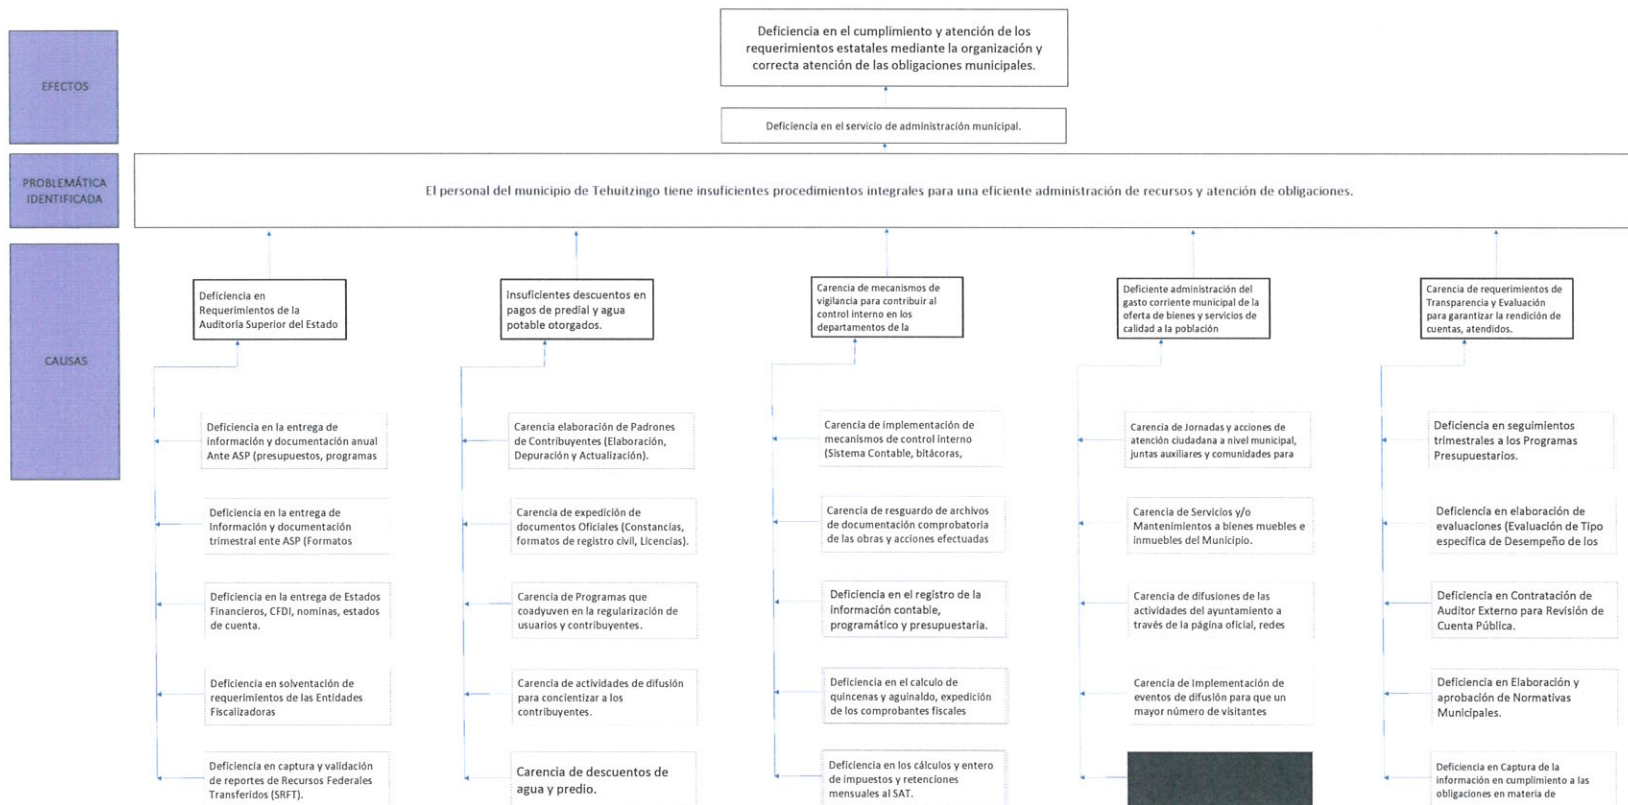 Deficiencia en el cumplimiento y atención de los
requerimientos estatales mediante la organización y
correcta atención de las obligaciones municipales.
EFECTOS
Deficiencia en el servicio de administración municipal.
PROBLEMÁTICA
IDENTIFICADA
El personal del municipio de Tehuitzingo tiene insuficientes procedimientos integrales para una eficiente administración de recursos y atención de obligaciones.
CAUSAS
Deficiencia en
Requerimientos de la
Auditoría Superior del Estado
Deficiencia en la entrega de
información y documentación anual
Ante ASP (presupuestos, programas
Deficiencia en la entrega de
Información y documentación
trimestral ente ASP (Formatos
Deficiencia en la entrega de Estados
Financieros, CFDI, nominas, estados
de cuenta.
Deficiencia en solventación de
requerimientos de las Entidades
Fiscalizadoras
Deficiencia en captura y validación
de reportes de Recursos Federales
Transferidos (SRFT).
Insuficientes descuentos en
pagos de predial y agua
potable otorgados.
Carencia elaboración de Padrones
de Contribuyentes (Elaboración,
Depuración y Actualización).
Carencia de expedición de
documentos Oficiales (Constancias,
formatos de registro civil, Licencias).
Carencia de Programas que
coadyuven en la regularización de
usuarios y contribuyentes.
Carencia de actividades de difusión
para concientizar a los
contribuyentes.
Carencia de descuentos de
agua y predio.
Carencia de mecanismos de
vigilancia para contribuir al
control interno en los
departamentos de la
Carencia de implementación de
mecanismos de control interno
(Sistema Contable, bitácoras,
Carencia de resguardo de archivos
de documentación comprobatoria
de las obras y acciones efectuadas
Deficiencia en el registro de la
información contable,
programático y presupuestaria.
Deficiencia en el calculo de
quincenas y aguinaldo, expedición
de los comprobantes fiscales
Deficiencia en los cálculos y entero
de impuestos y retenciones
mensuales al SAT.
Deficiente administración del
gasto corriente municipal de la
oferta de bienes y servicios de
calidad a la población
Carencia de Jornadas y acciones de
atención ciudadana a nivel municipal,
juntas auxiliares y comunidades para
Carencia de Servicios y/o
Mantenimientos a bienes muebles e
inmuebles del Municipio.
Carencia de difusiones de las
actividades del ayuntamiento a
través de la página oficial, redes
Carencia de Implementación de
eventos de difusión para que un
mayor número de visitantes
Carencia de requerimientos de
Transparencia y Evaluación
para garantizar la rendición de
cuentas, atendidos.
Deficiencia en seguimientos
trimestrales a los Programas
Presupuestarios.
Deficiencia en elaboración de
evaluaciones (Evaluación de Tipo
especifica de Desempeño de los
Deficiencia en Contratación de
Auditor Externo para Revisión de
Cuenta Pública.
Deficiencia en Elaboración y
aprobación de Normativas
Municipales.
Deficiencia en Captura de la
información en cumplimiento a las
obligaciones en materia de